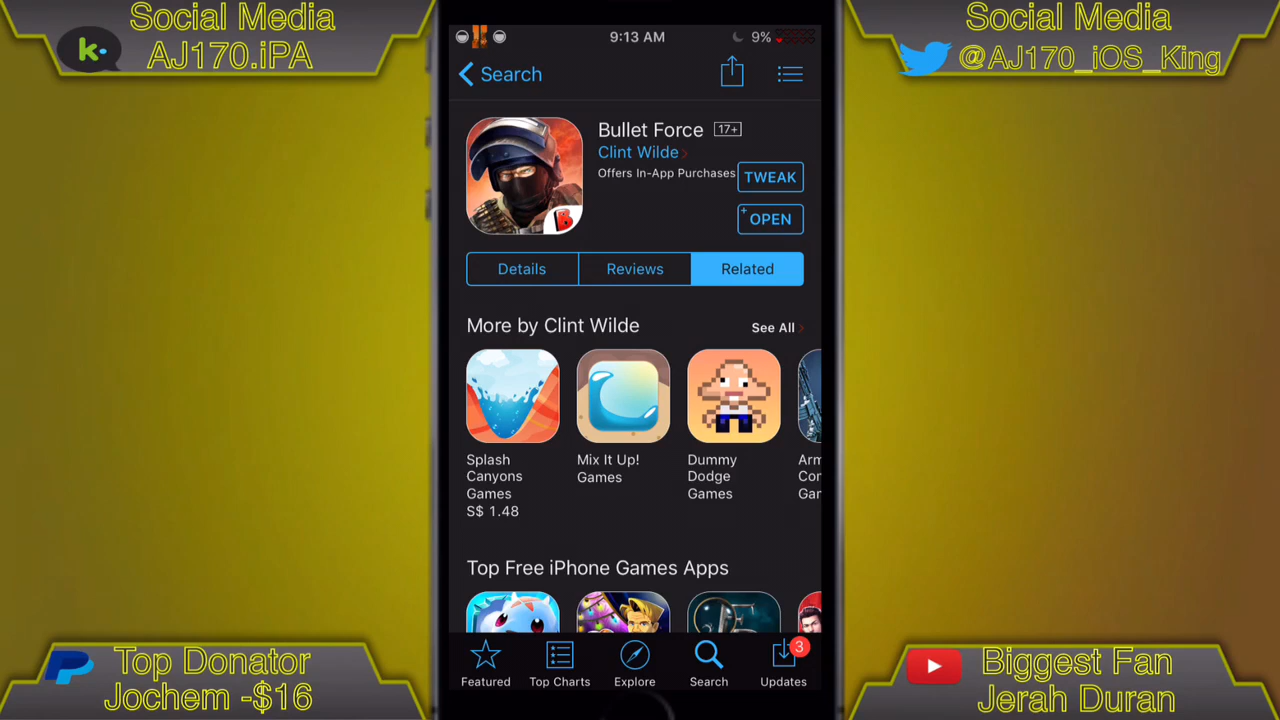 Social Media
AJ170.iPA
Social Media
@AJ170_iOS_King
9:13 AM
9%
Search
Bullet Force 17+
Clint Wilde
Offers In-App Purchases
TWEAK
+ OPEN
Details Reviews Related
More by Clint Wilde
See All
Splash
Canyons
Games
S$ 1.48
Mix It Up!
Games
Dummy
Dodge
Games
Arm
Con
Gar
Top Free iPhone Games Apps
Featured Top Charts Explore Search Updates
3
Top Donator
Jochem -$16
Biggest Fan
Jerah Duran